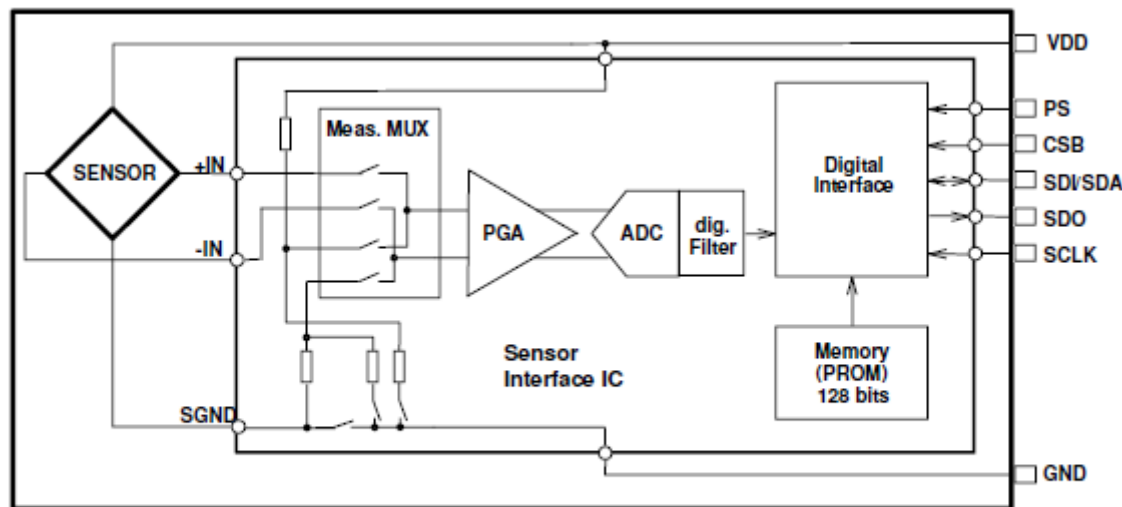 VDD
PS
Meas. MUX
CSB
SENSOR
+IN
Digital
Interface
SDI/SDA
PGA
ADC
dig.
Filter
SDO
-IN
SCLK
Sensor
Interface IC
Memory
(PROM)
128 bits
SGND
GND